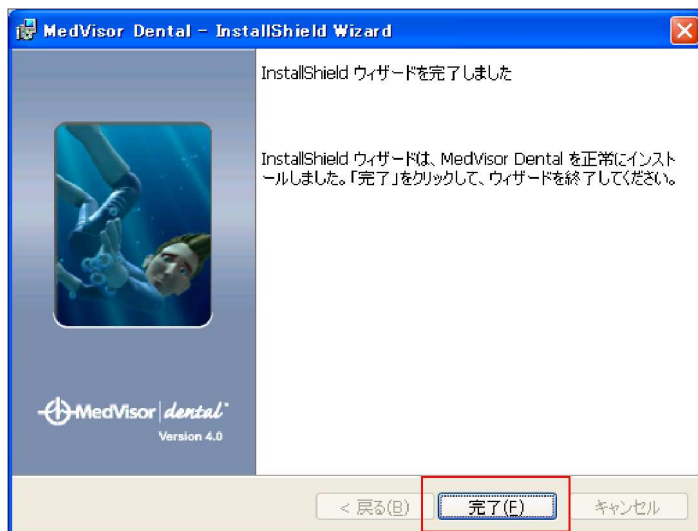 MedVisor Dental - InstallShield Wizard
InstallShield ウィザードを完了しました
InstallShield ウィザードは、MedVisor Dental を正常にインスト
ールしました。「完了」をクリックして、ウィザードを終了してください。
MedVisor dental™
Version 4.0
< 戻る(B)
完了(F)
キャンセル